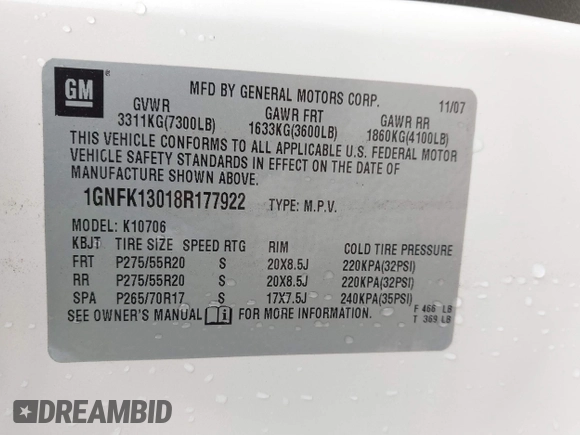 GM ®
MFD BY GENERAL MOTORS CORP. 11/07
GVWR GAWR FRT GAWR RR
3311KG(7300LB) 1633KG(3600LB) 1860KG(4100LB)
THIS VEHICLE CONFORMS TO ALL APPLICABLE U.S. FEDERAL MOTOR
VEHICLE SAFETY STANDARDS IN EFFECT ON THE DATE OF
MANUFACTURE SHOWN ABOVE.
1GNFK13018R177922 TYPE: M.P.V.
MODEL: K10706
KBJT TIRE SIZE SPEED RTG RIM COLD TIRE PRESSURE
FRT P275/55R20 S 20X8.5J 220KPA(32PSI)
RR P275/55R20 S 20X8.5J 220KPA(32PSI)
SPA P265/70R17 S 17X7.5J 240KPA(35PSI)
SEE OWNER'S MANUAL FOR MORE INFORMATION.
F 466 LB
T 369 LB
DREAMBID